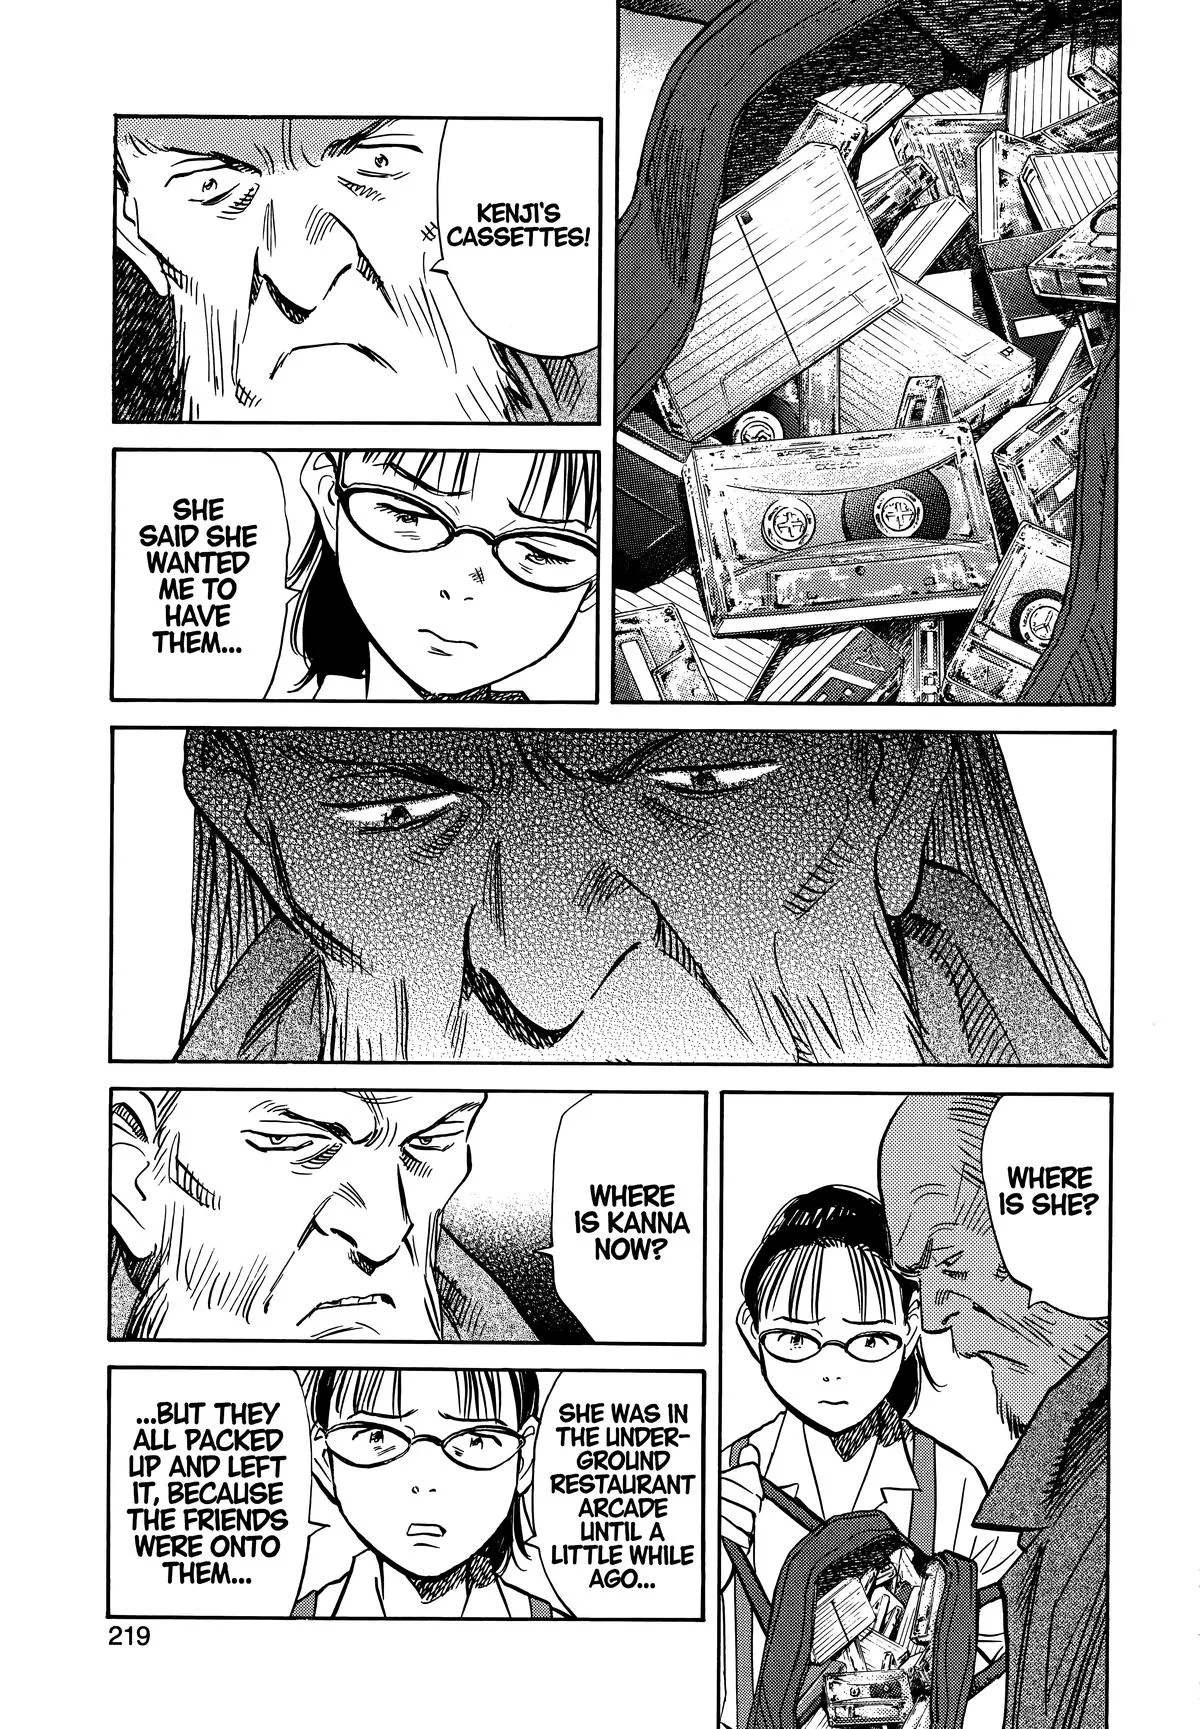 KENJI'S
CASSETTES!
SHE
SAID SHE
WANTED
ME TO
HAVE
THEM...
B
WHERE
IS SHE?
WHERE
IS KANNA
NOW?
SHE WAS IN
THE UNDER-
GROUND
RESTAURANT
ARCADE
UNTIL A
LITTLE WHILE
AGO...
...BUT THEY
ALL PACKED
UP AND LEFT
IT, BECAUSE
THE FRIENDS
WERE ONTO
THEM...
219